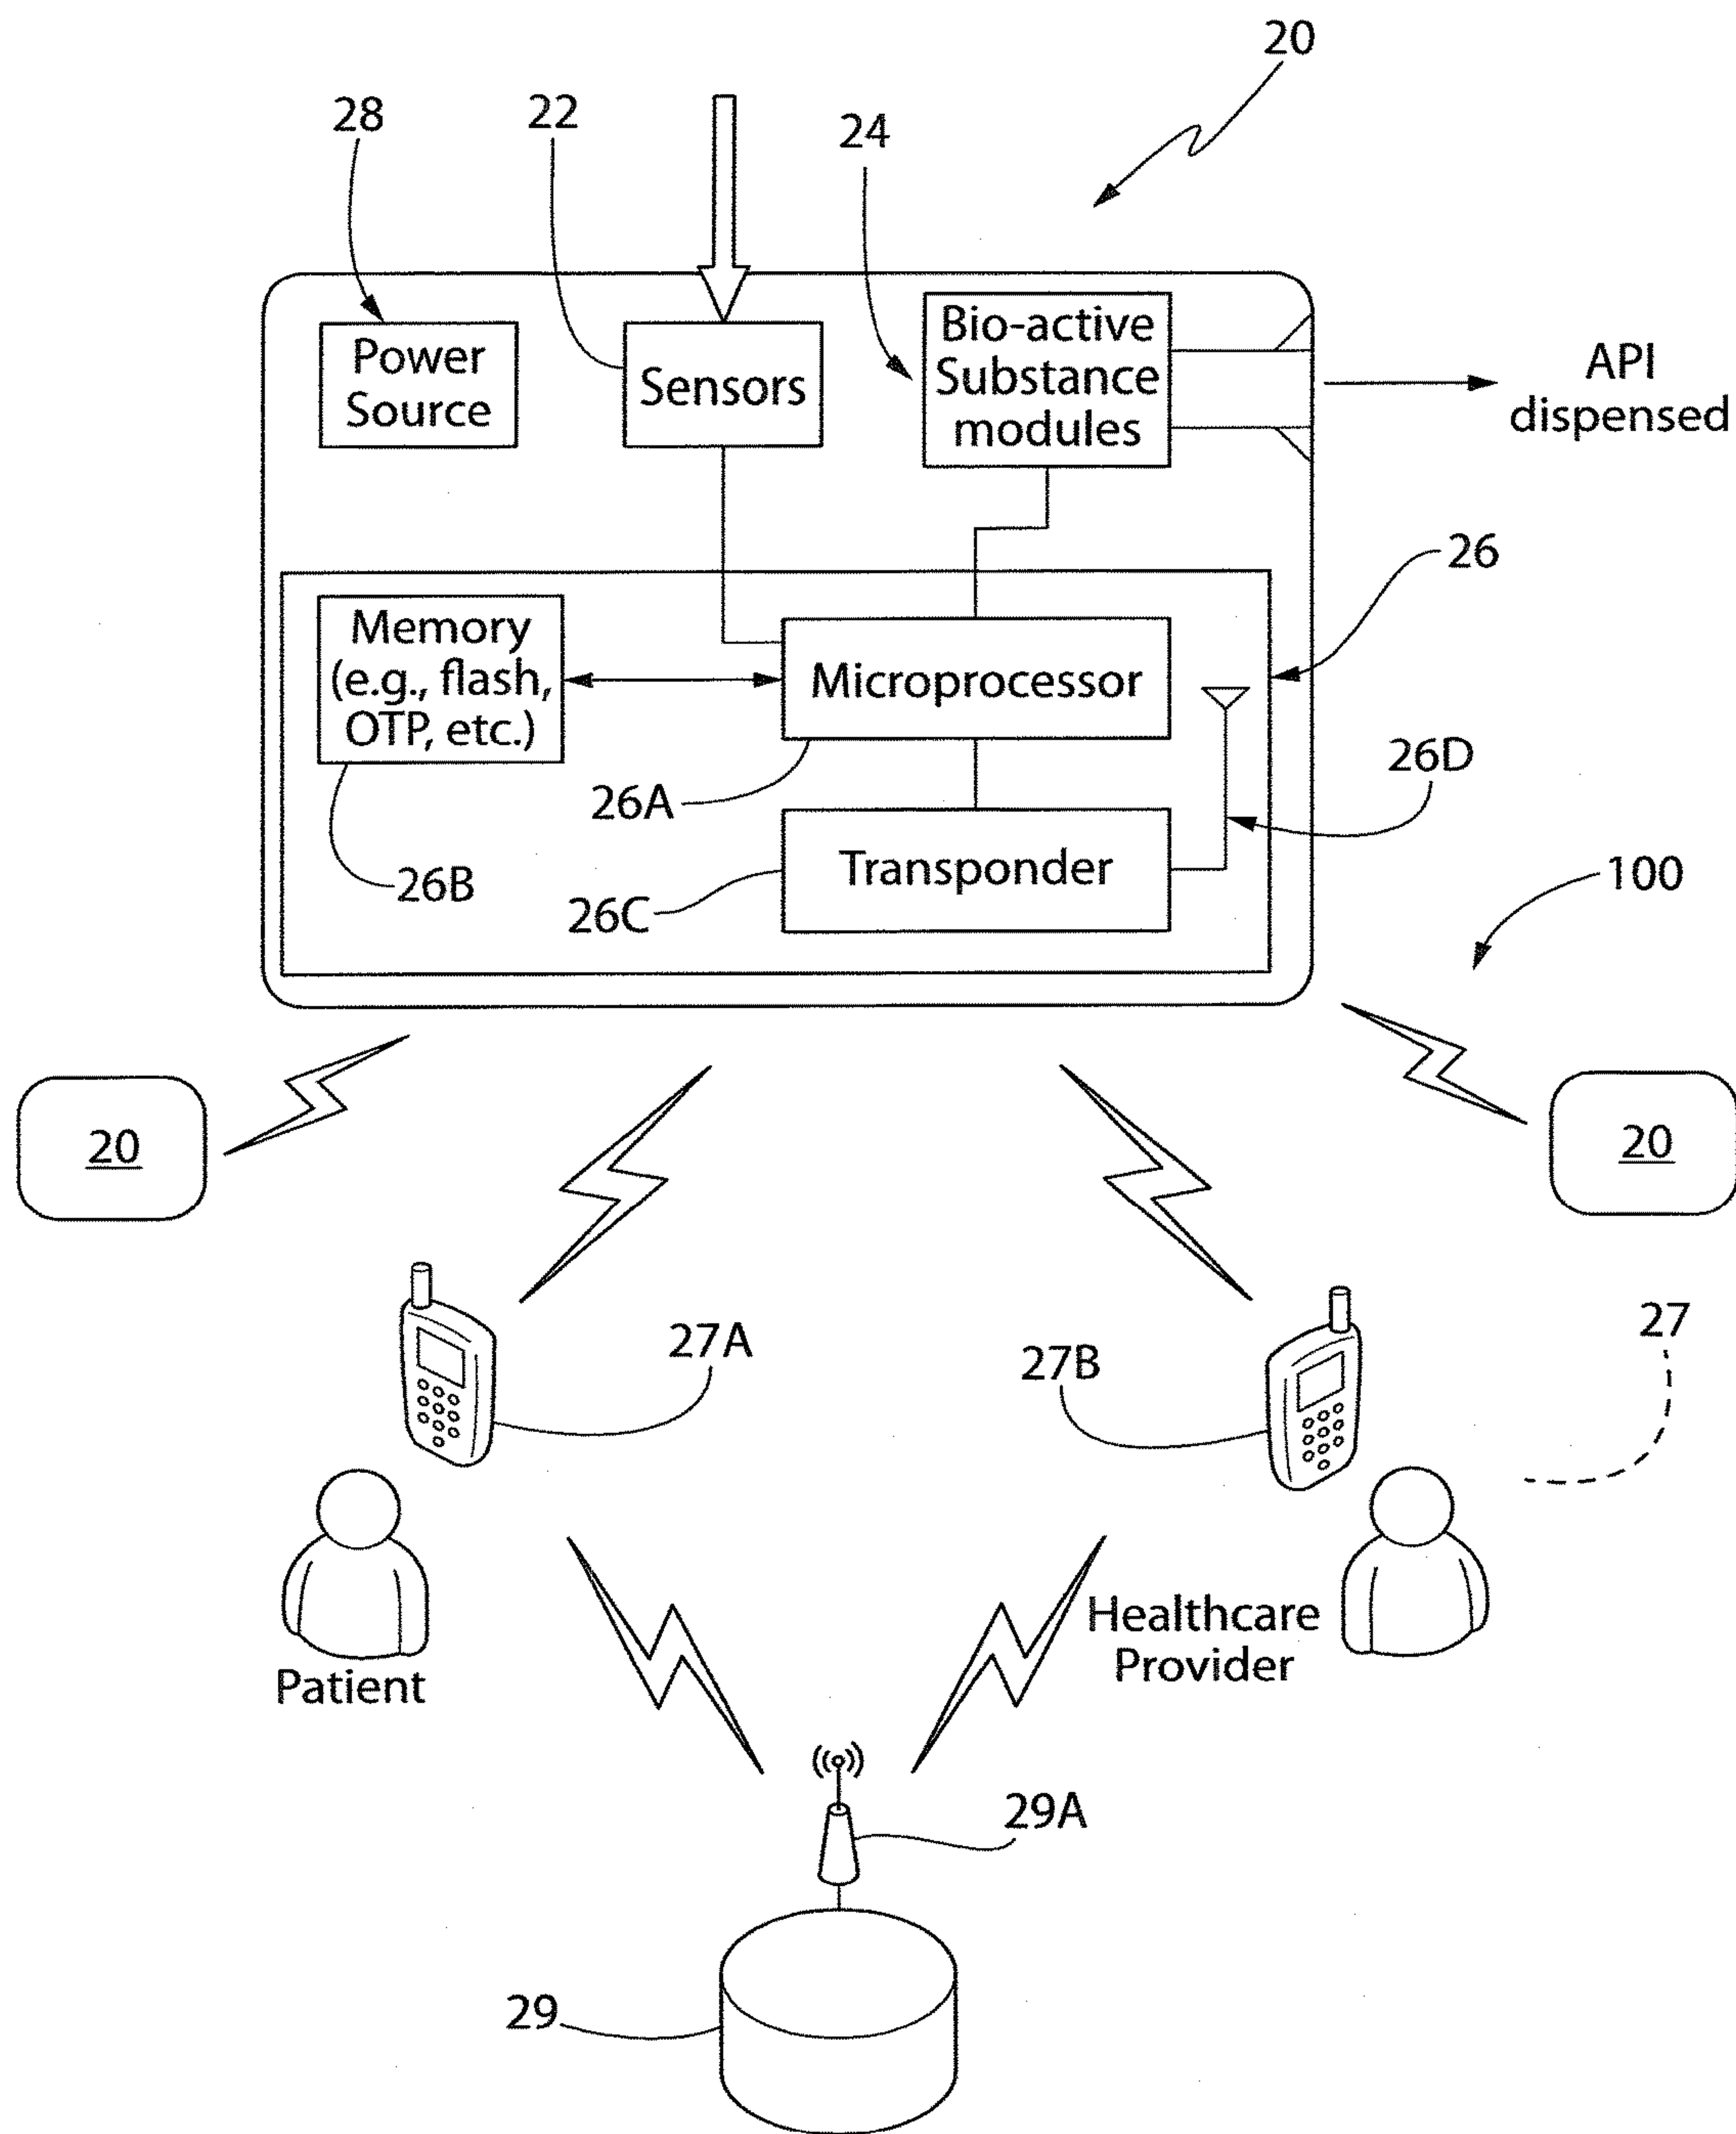 20
28
22
24
Power
Source
Sensors
Bio-active
Substance
modules
API
dispensed
26
Memory
(e.g., flash,
OTP, etc.)
Microprocessor
26A
26D
26B
Transponder
26C
100
20
20
27A
27B
27
Patient
Healthcare
Provider
29A
29